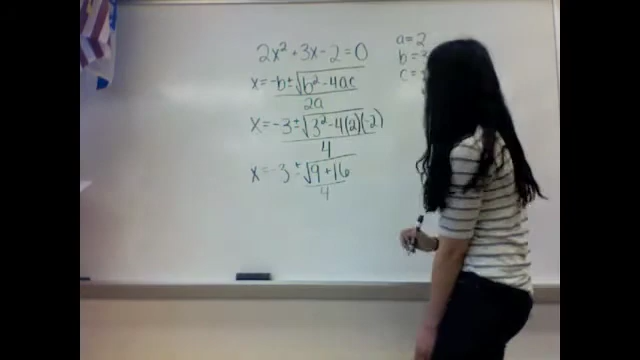 2x² + 3x - 2 = 0
x = -b ± √b² - 4ac
2a
x = -3 ± √3² - 4(2)(-2)
4
x = -3 ± √9 + 16
4
a = 2
b =
c =